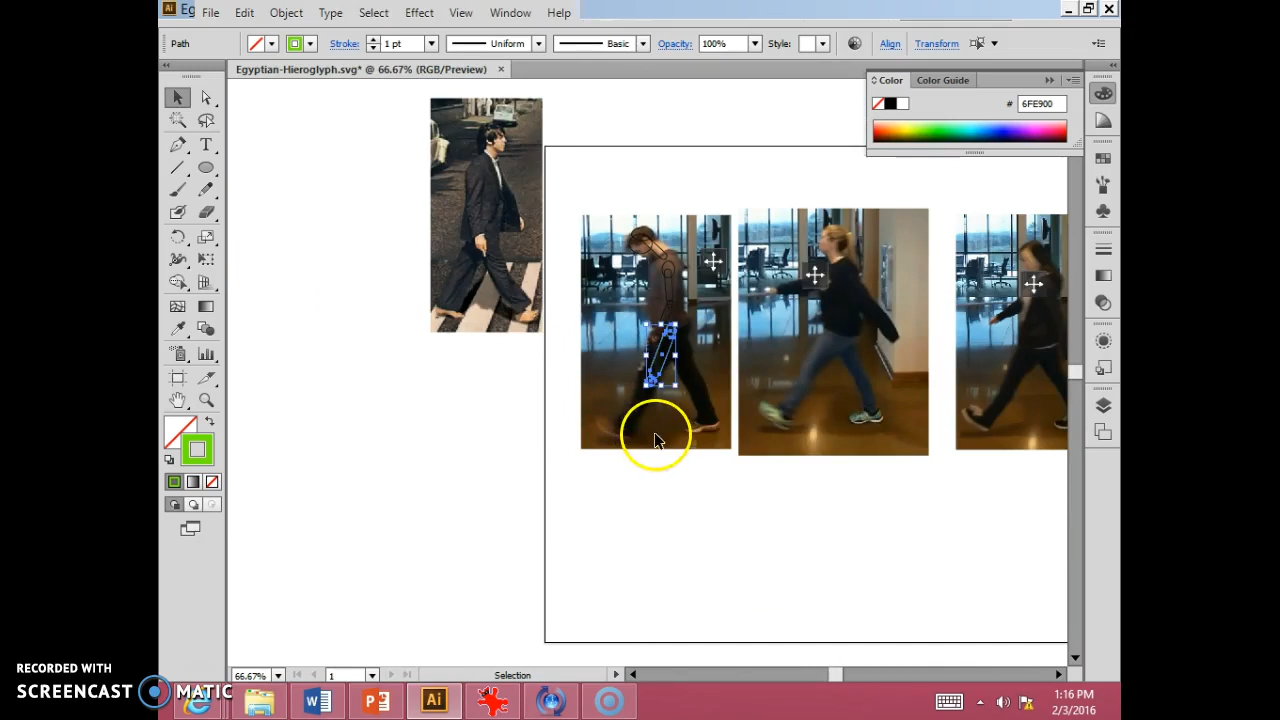 Ai Eg File Edit Object Type Select Effect View Window Help
Path Stroke: 1 pt Uniform Basic Opacity: 100% Style: Align Transform
Egyptian-Hieroglyph.svg* @ 66.67% (RGB/Preview) ×
Color Color Guide
# 6FE900
66.67% 1 Selection
RECORDED WITH
SCREENCAST MATIC
Ai
1:16 PM
2/3/2016